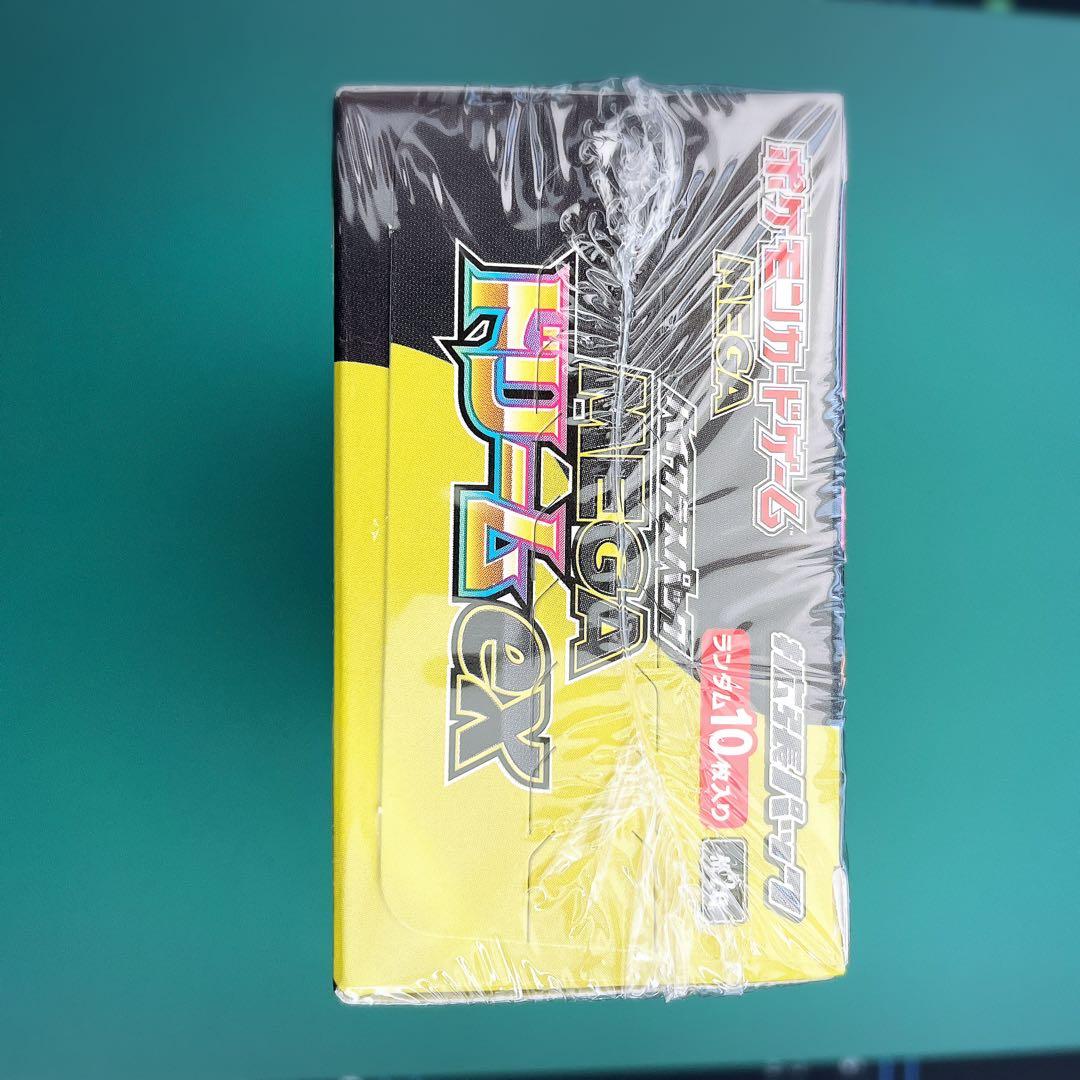 ポケモンカードゲーム
MEGA
拡張パック
ランダム10枚入り
ハイクラスパック
MEGA
ドリームex